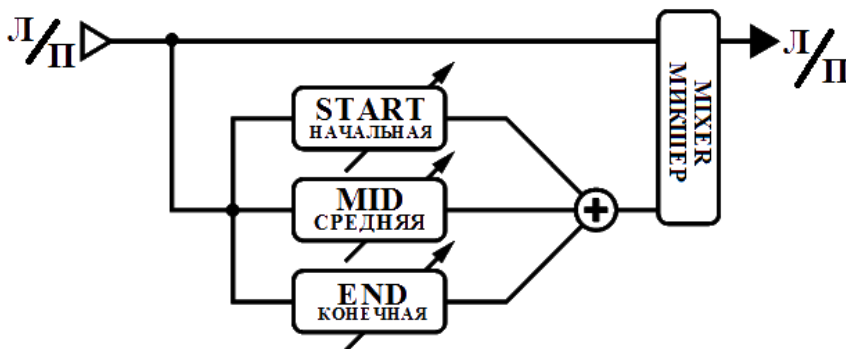 Л/П
START
НАЧАЛЬНАЯ
MID
СРЕДНЯЯ
END
КОНЕЧНАЯ
+
MIXER
МИКШЕР
Л/П